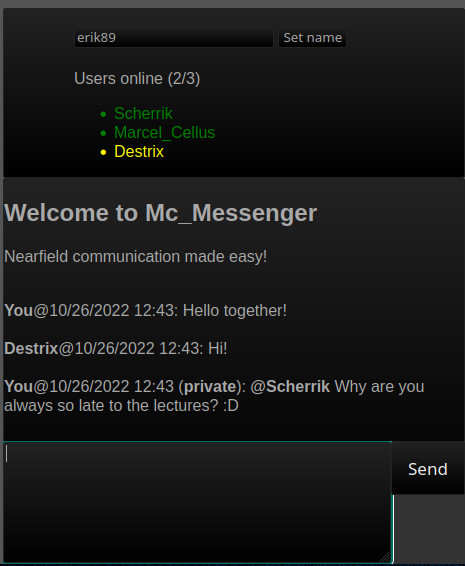 erik89 Set name
Users online (2/3)
Scherrik
Marcel_Cellus
Destrix
Welcome to Mc_Messenger
Nearfield communication made easy!
You@10/26/2022 12:43: Hello together!
Destrix@10/26/2022 12:43: Hi!
You@10/26/2022 12:43 (private): @Scherrik Why are you
always so late to the lectures? :D
Send